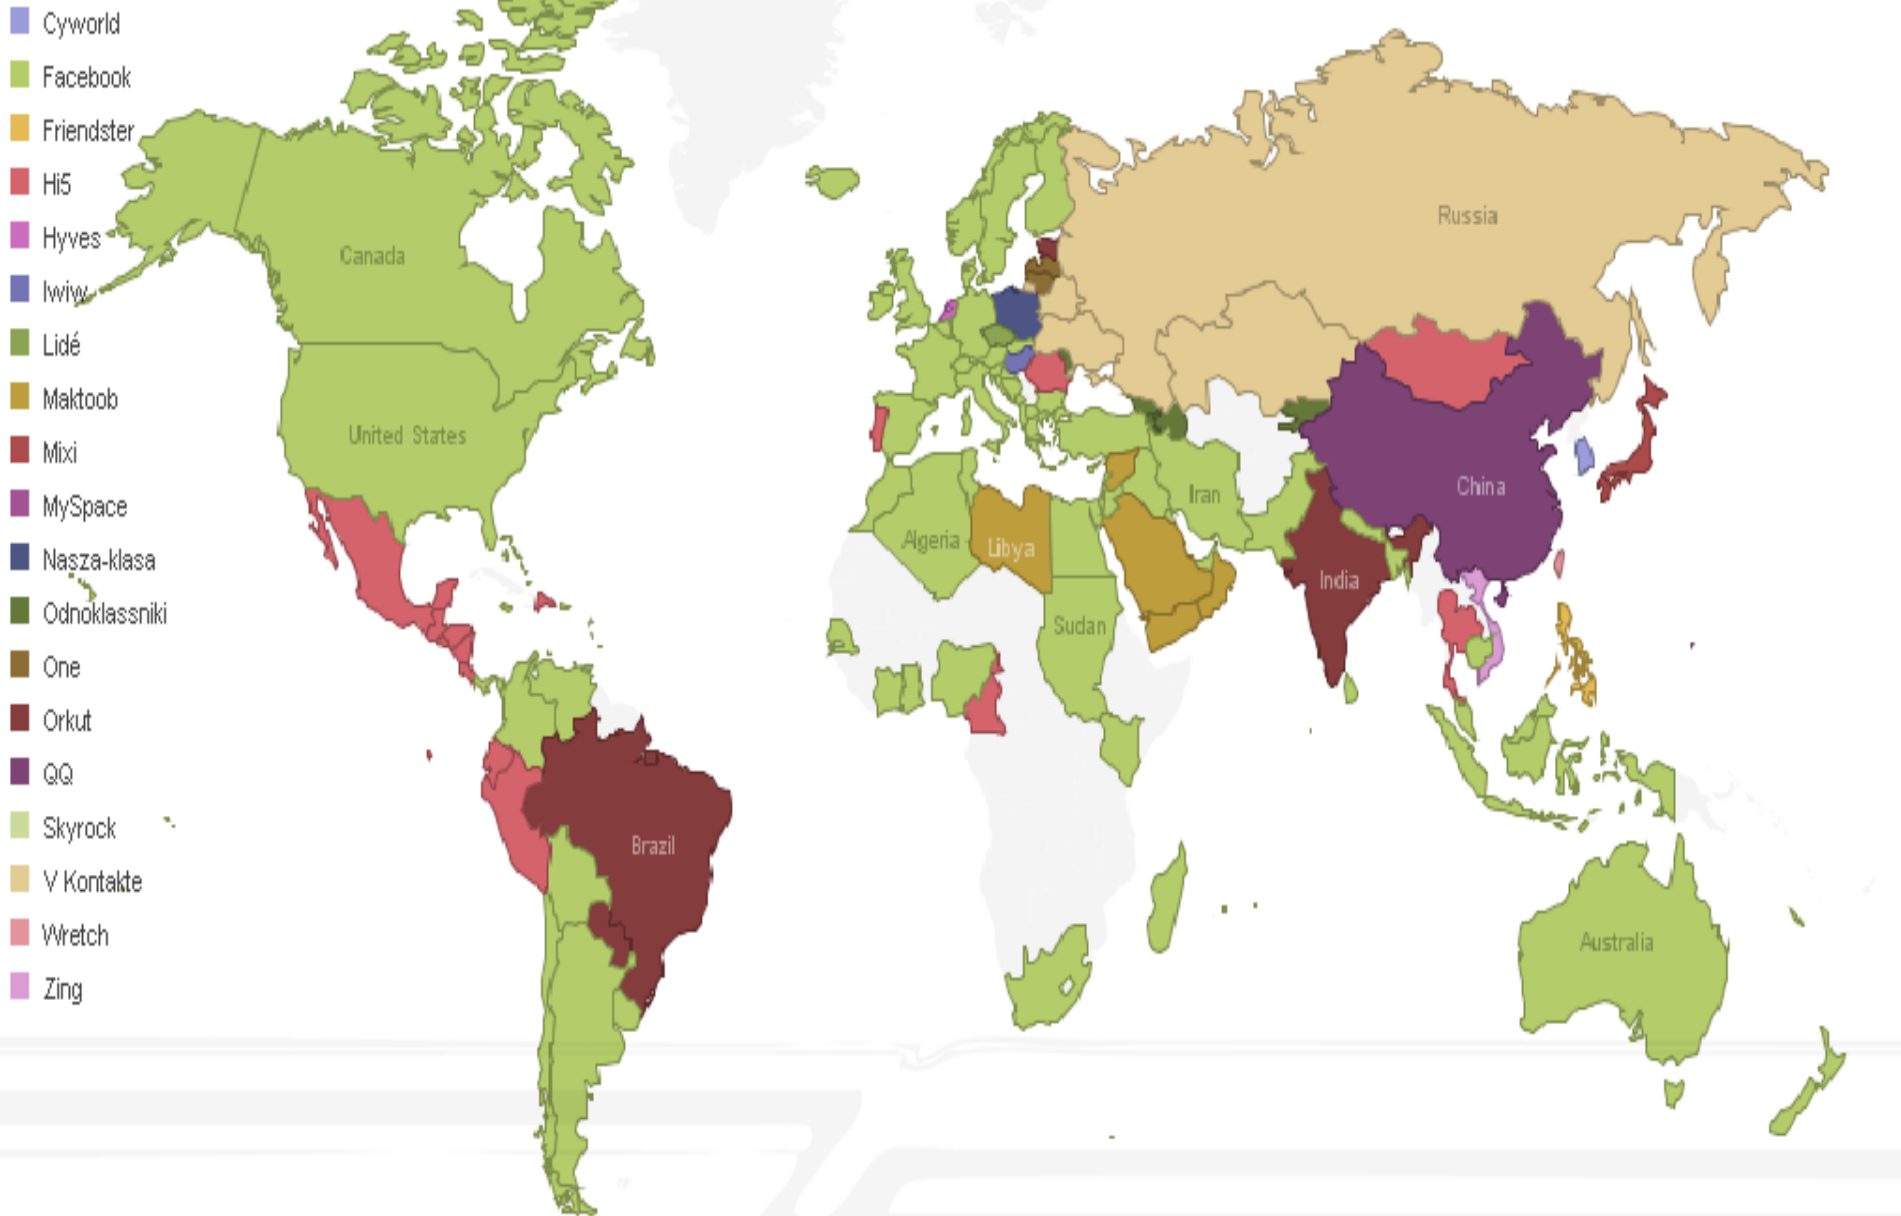 Cyworld
Facebook
Friendster
Hi5
Hyves
Iwiw
Lidé
Maktoob
Mixi
MySpace
Nasza-klasa
Odnoklassniki
One
Orkut
QQ
Skyrock
V Kontakte
Wretch
Zing
Canada
United States
Brazil
Algeria
Libya
Sudan
Iran
Russia
China
India
Australia